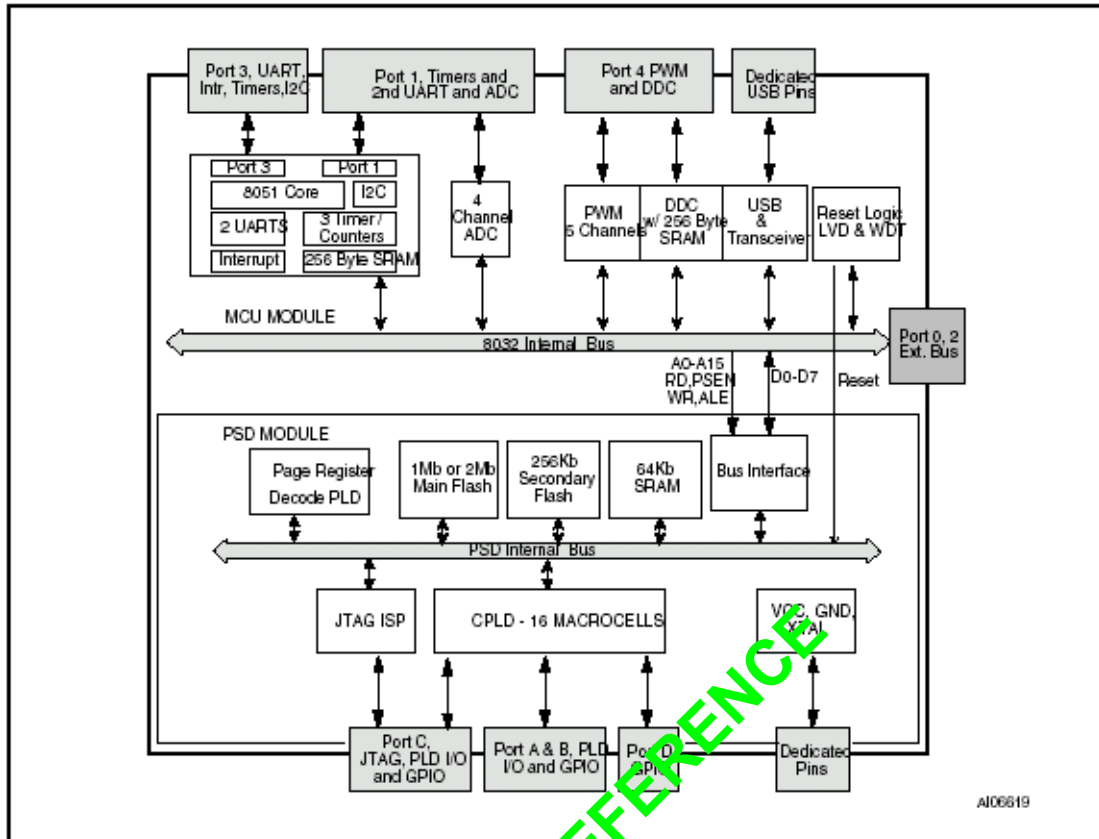 Port 3, UART,
Intr, Timers,I2C
Port 1, Timers and
2nd UART and ADC
Port 4 PWM
and DDC
Dedicated
USB Pins
Port 3
Port 1
8051 Core
I2C
2 UARTS
3 Timer /
Counters
Interrupt
256 Byte SRAM
4
Channel
ADC
PWM
5 Channels
DDC
w/ 256 Byte
SRAM
USB
&
Transceiver
Reset Logic
LVD & WDT
MCU MODULE
8032 Internal Bus
Port 0, 2
Ext. Bus
A0-A15
RD,PSEN
WR,ALE
D0-D7
Reset
PSD MODULE
Page Register
Decode PLD
1Mb or 2Mb
Main Flash
256Kb
Secondary
Flash
64Kb
SRAM
Bus Interface
PSD Internal Bus
JTAG ISP
CPLD - 16 MACROCELLS
VCC, GND,
XTAL
Port C,
JTAG, PLD I/O
and GPIO
Port A & B, PLD
I/O and GPIO
Port D
GPIO
Dedicated
Pins
AI06619